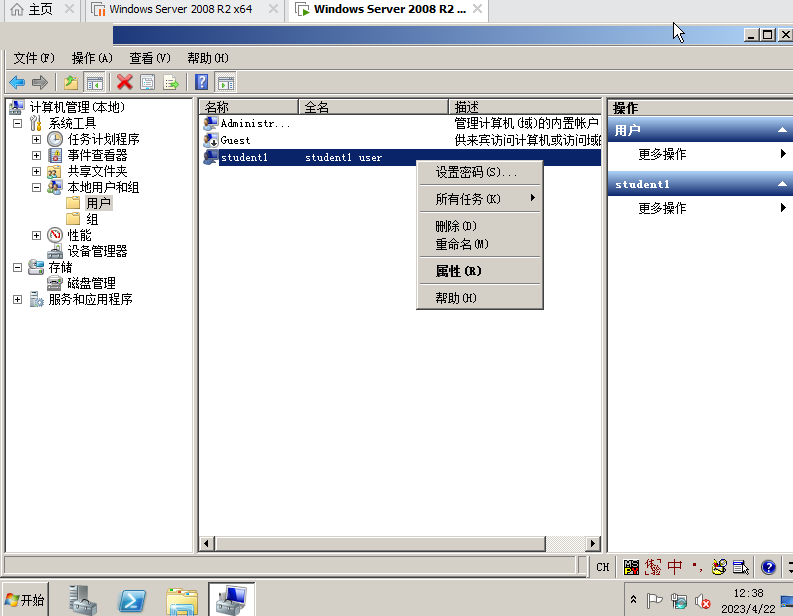 主页
Windows Server 2008 R2 x64
Windows Server 2008 R2 ...
文件(F) 操作(A) 查看(V) 帮助(H)
计算机管理(本地)
系统工具
任务计划程序
事件查看器
共享文件夹
本地用户和组
用户
组
性能
设备管理器
存储
磁盘管理
服务和应用程序
名称 全名 描述
Administr... 管理计算机(域)的内置帐户
Guest 供来宾访问计算机或访问域的
student1 student1 user
设置密码(S)...
所有任务(K)
删除(D)
重命名(M)
属性(R)
帮助(H)
操作
用户
更多操作
student1
更多操作
CH
中
开始
12:38
2023/4/22